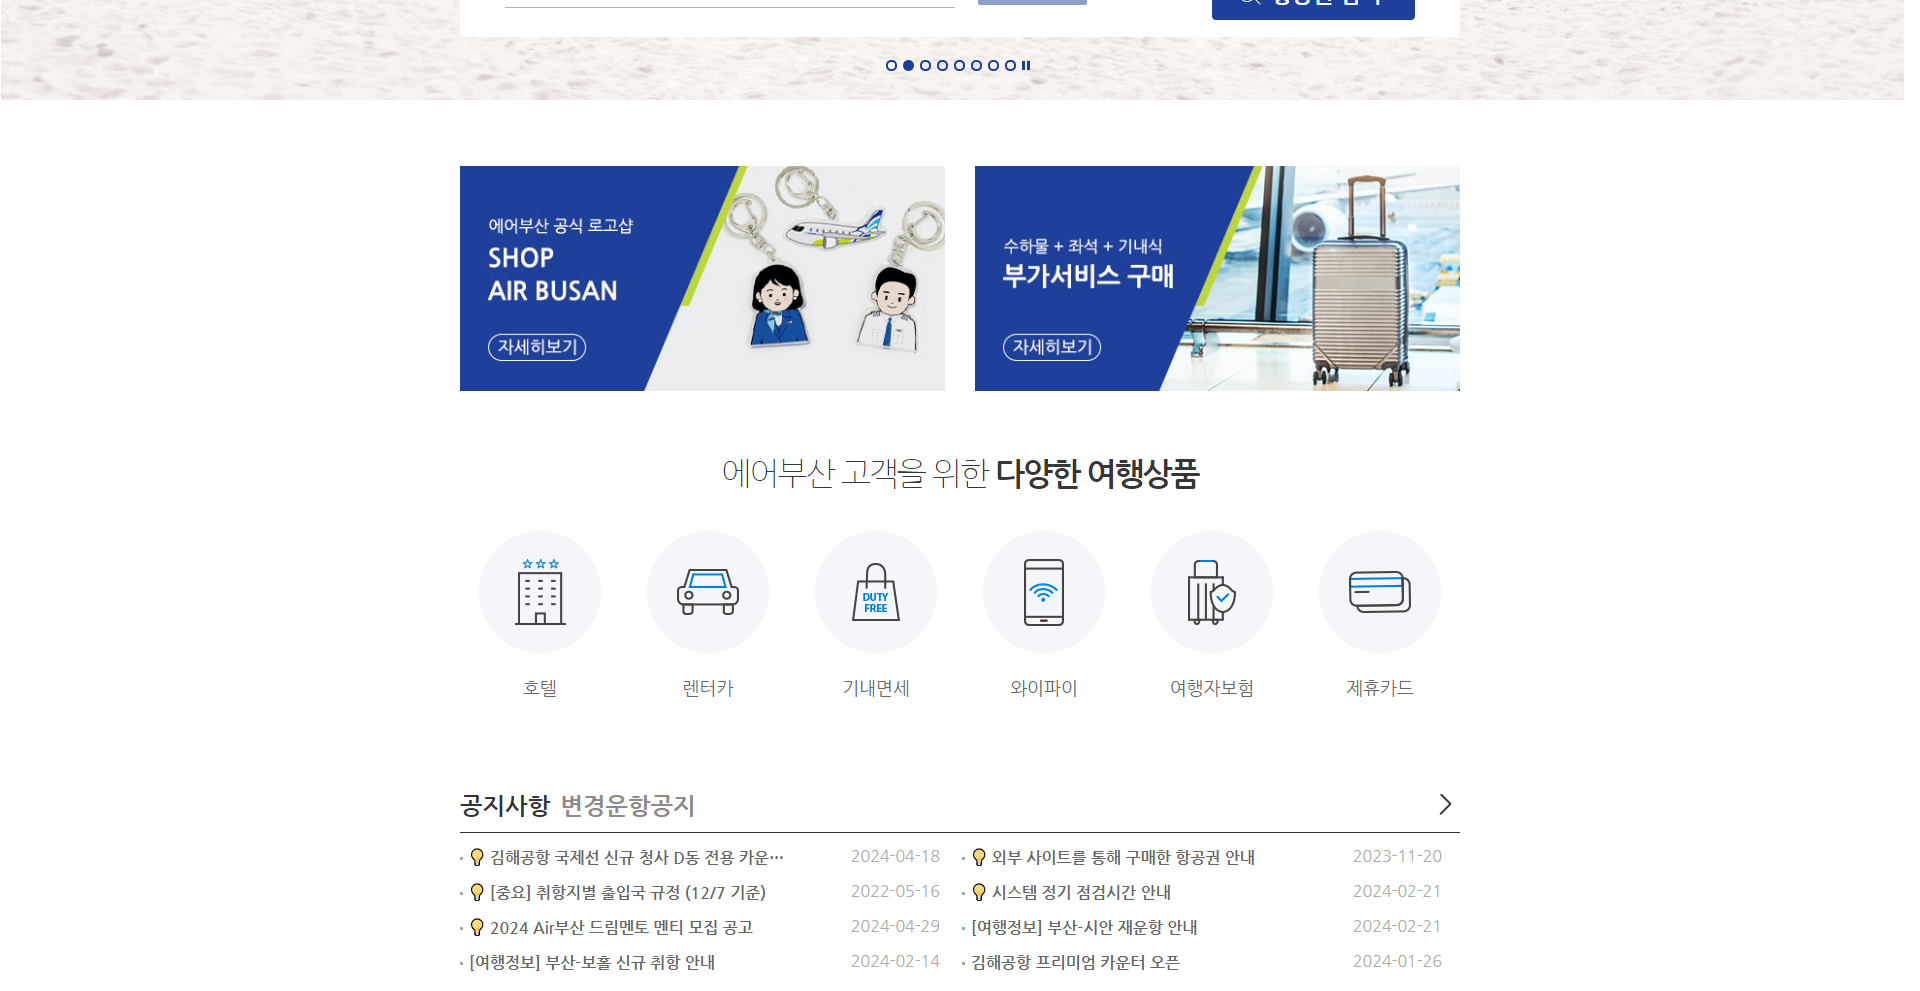 에어부산 공식 로고샵
SHOP
AIR BUSAN
자세히보기
수하물 + 좌석 + 기내식
부가서비스 구매
자세히보기
에어부산 고객을 위한 다양한 여행상품
DUTY
FREE
호텔
렌터카
기내면세
와이파이
여행자보험
제휴카드
공지사항 변경운항공지
김해공항 국제선 신규 청사 D동 전용 카운… 2024-04-18
외부 사이트를 통해 구매한 항공권 안내 2023-11-20
[중요] 취항지별 출입국 규정 (12/7 기준) 2022-05-16
시스템 정기 점검시간 안내 2024-02-21
2024 Air부산 드림멘토 멘티 모집 공고 2024-04-29
[여행정보] 부산-시안 재운항 안내 2024-02-21
[여행정보] 부산-보홀 신규 취항 안내 2024-02-14
김해공항 프리미엄 카운터 오픈 2024-01-26